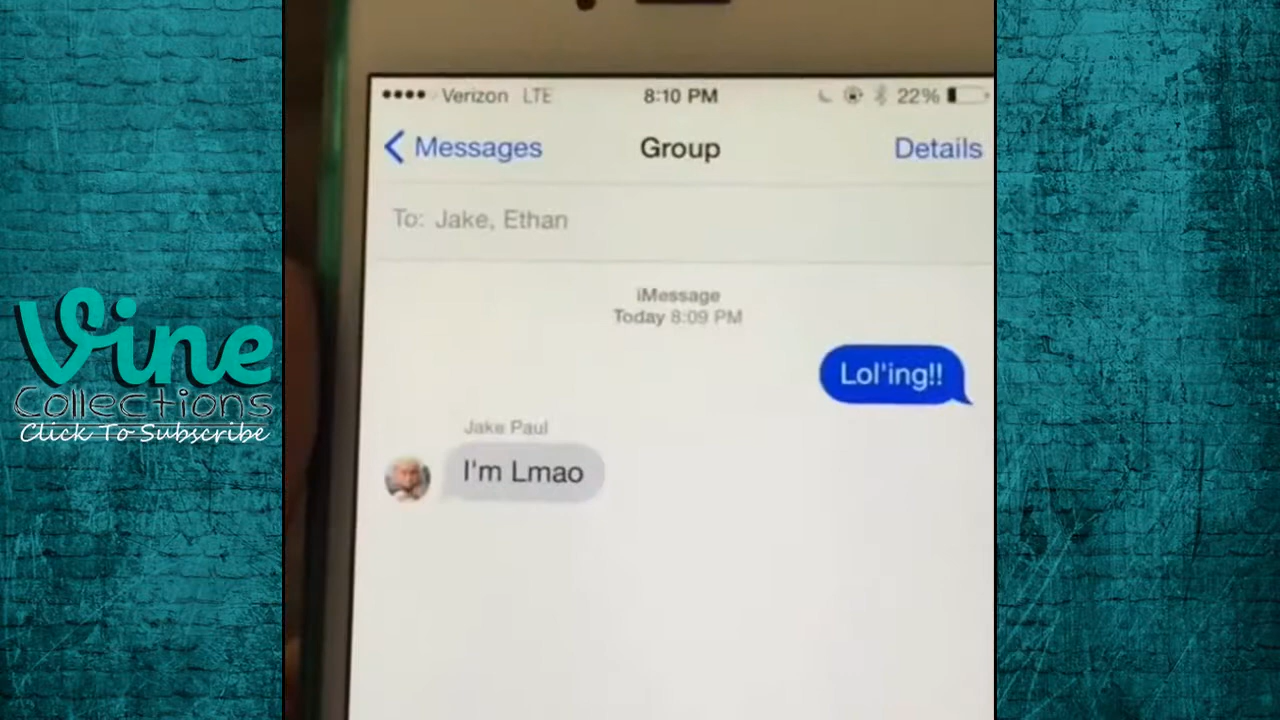 Verizon LTE 8:10 PM 22%
Messages Group Details
To: Jake, Ethan
iMessage
Today 8:09 PM
Lol'ing!!
Jake Paul
I'm Lmao
Vine
Collections
Click To Subscribe